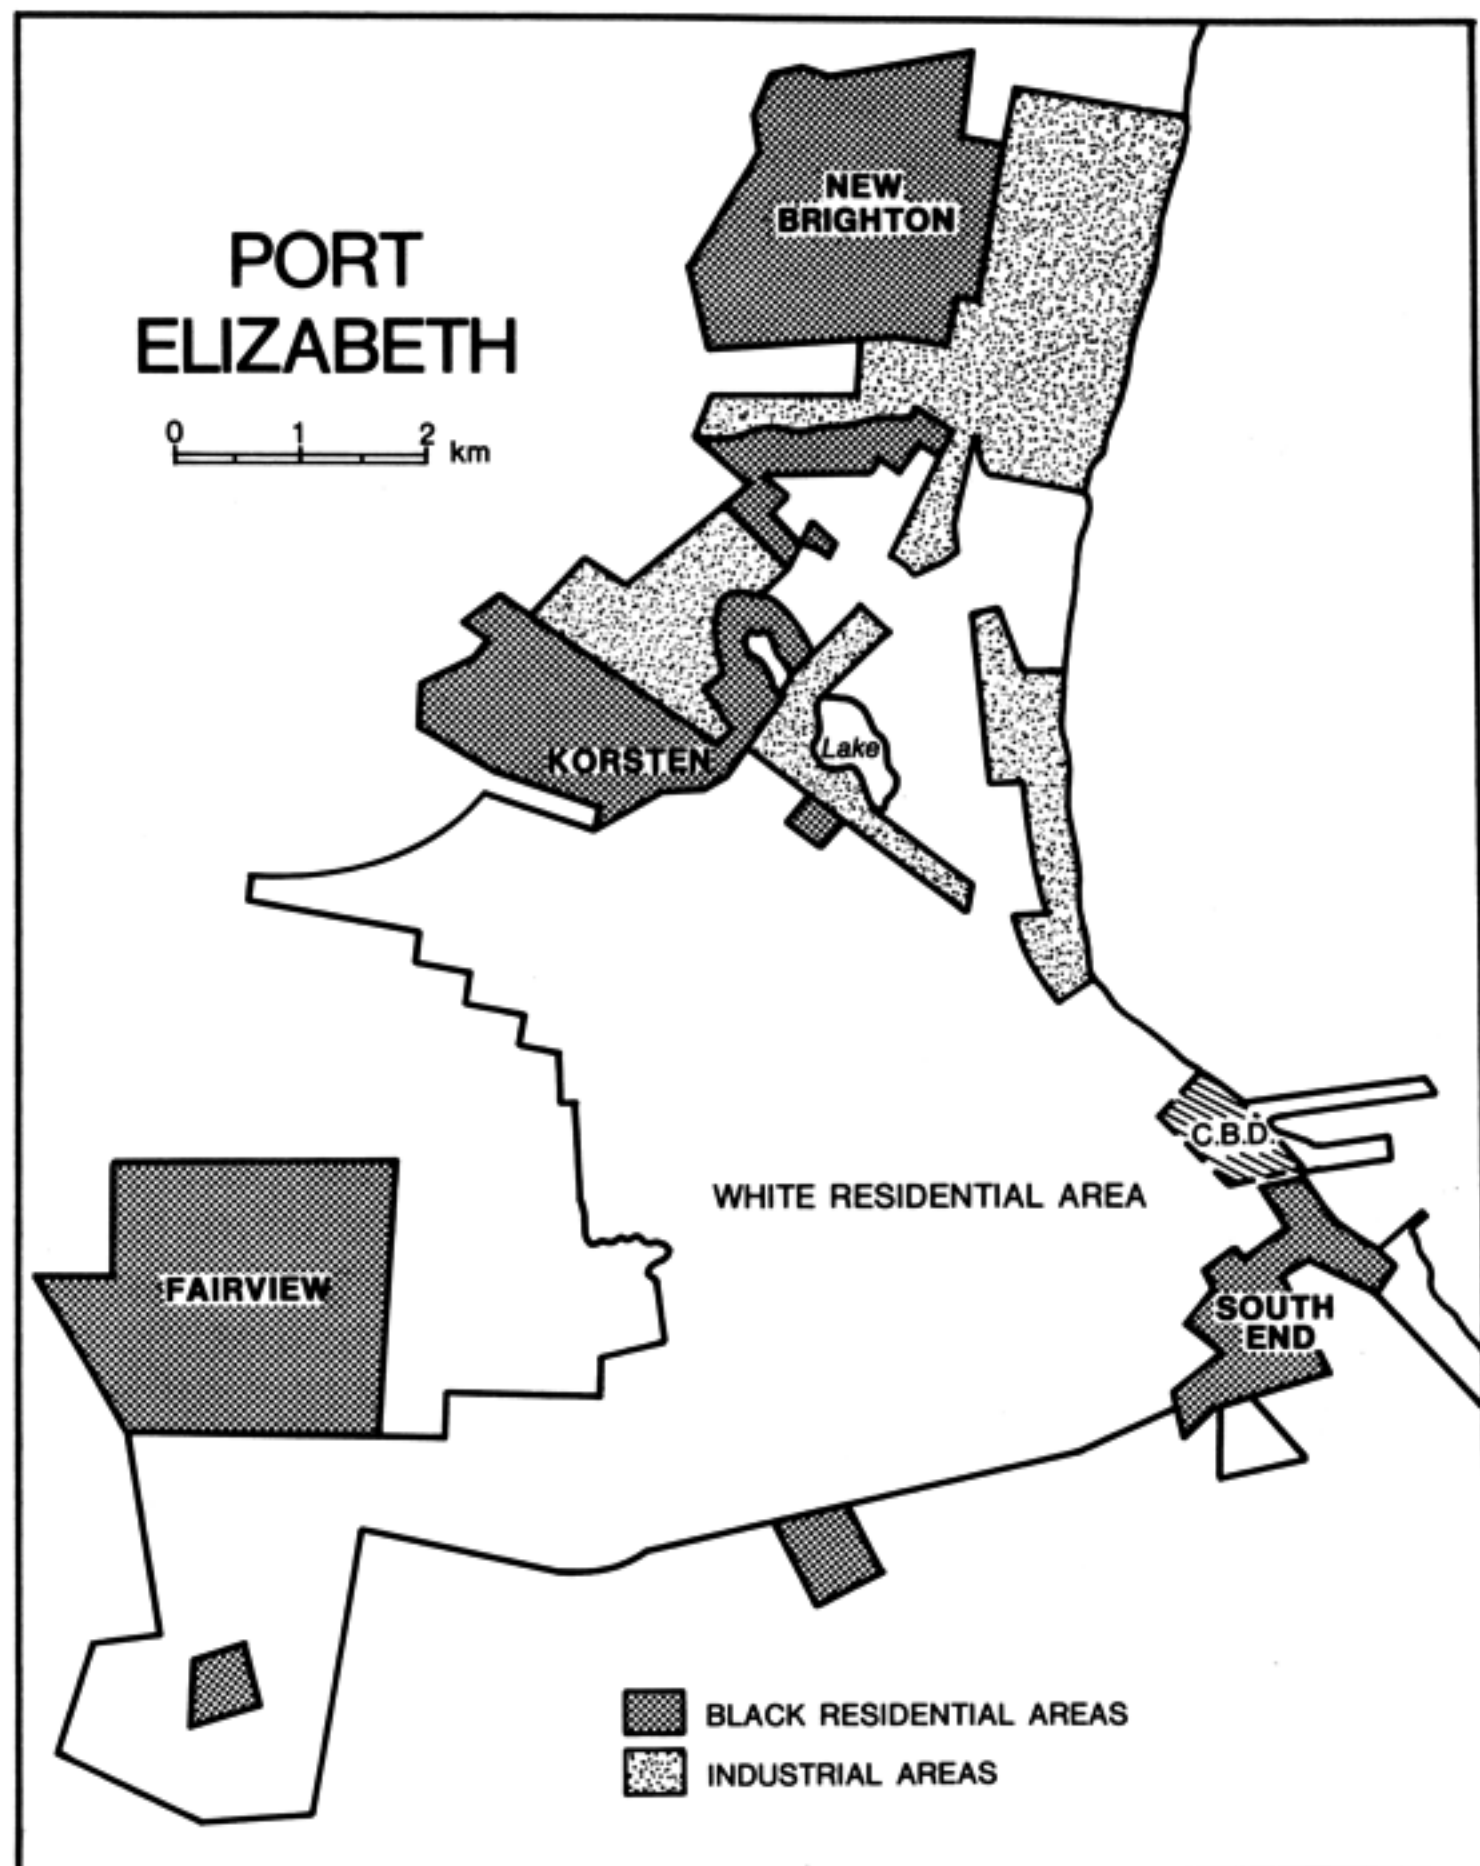 NEW
BRIGHTON
PORT
ELIZABETH
0 1 2 km
KORSTEN
Lake
C.B.D.
WHITE RESIDENTIAL AREA
FAIRVIEW
SOUTH
END
BLACK RESIDENTIAL AREAS
INDUSTRIAL AREAS